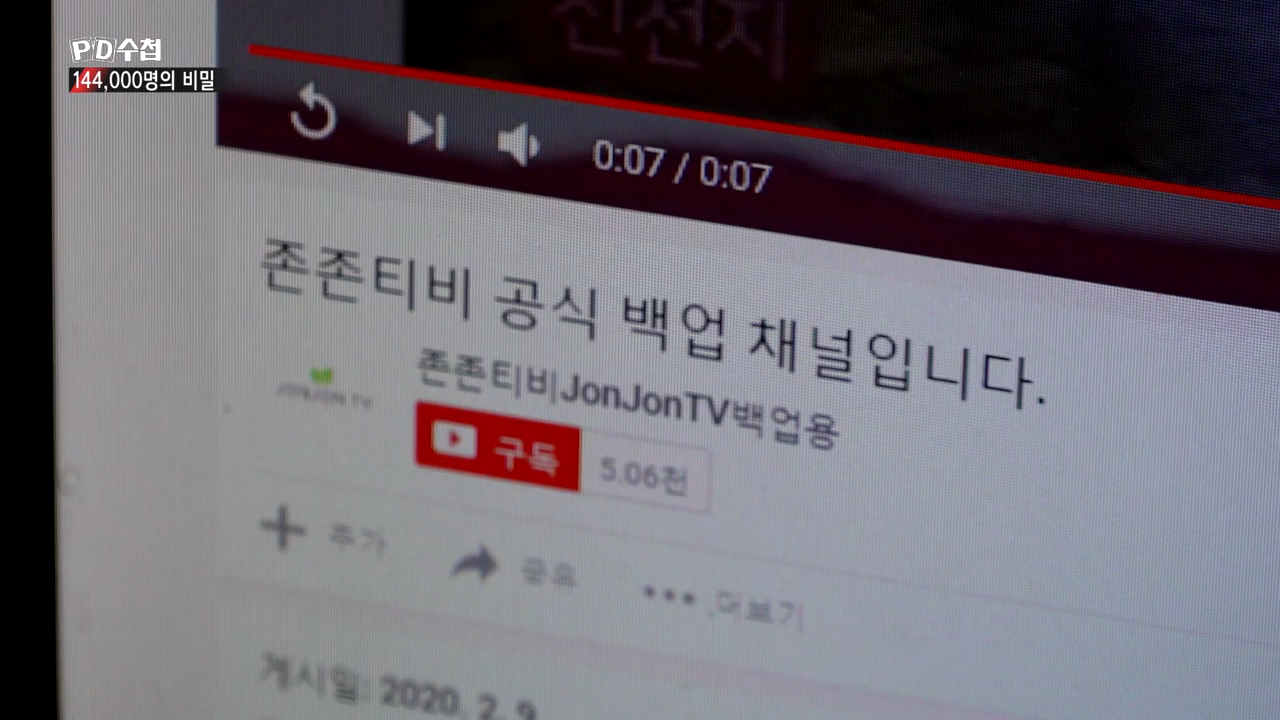 PD수첩
144,000명의 비밀
신천지
0:07 / 0:07
존존티비 공식 백업 채널입니다.
JONJON TV
존존티비JonJonTV백업용
구독 5.06천
추가 공유 더보기
게시일: 2020. 2. 9.